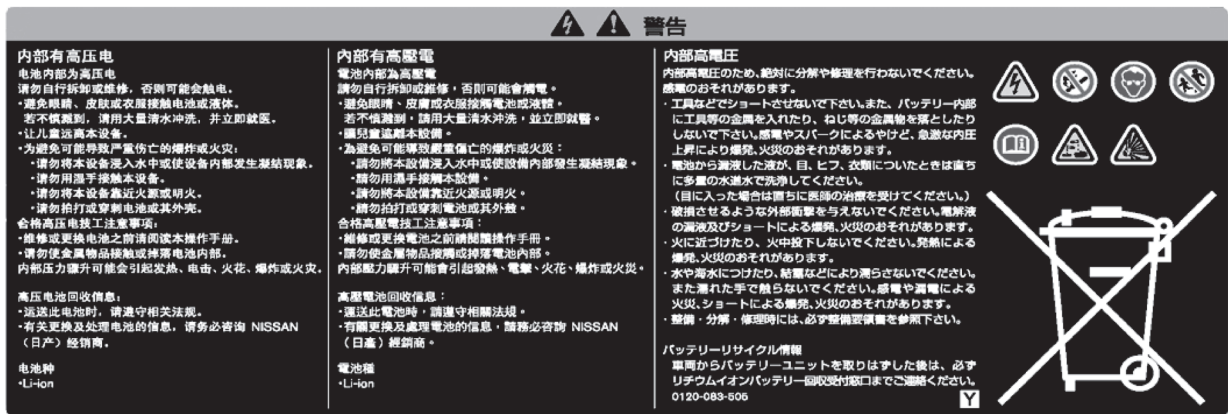 警告
内部有高压电
电池内部为高压电
请勿自行拆卸或维修，否则可能会触电。
·避免眼睛、皮肤或衣服接触电池或液体。
若不慎溅到，请用大量清水冲洗，并立即就医。
·让儿童远离本设备。
·为避免可能导致严重伤亡的爆炸或火灾：
·请勿将本设备浸入水中或使设备内部发生凝结现象。
·请勿用湿手接触本设备。
·请勿将本设备靠近火源或明火。
·请勿拍打或穿刺电池或其外壳。
合格高压电技工注意事项：
·维修或更换电池之前请阅读本操作手册。
·请勿使金属物品接触或掉落电池内部。
内部压力骤升可能会引起发热、电击、火花、爆炸或火灾。
高压电池回收信息：
·运送此电池时，请遵守相关法规。
·有关更换及处理电池的信息，请务必咨询 NISSAN
（日产）经销商。
电池种
·Li-ion
內部有高壓電
電池內部為高壓電
請勿自行拆卸或維修，否則可能會觸電。
·避免眼睛、皮膚或衣服接觸電池或液體。
若不慎濺到，請用大量清水沖洗，並立即就醫。
·讓兒童遠離本設備。
·為避免可能導致嚴重傷亡的爆炸或火災：
·請勿將本設備浸入水中或使設備內部發生凝結現象。
·請勿用濕手接觸本設備。
·請勿將本設備靠近火源或明火。
·請勿拍打或穿刺電池或其外殼。
合格高壓電技工注意事項：
·維修或更換電池之前請閱讀操作手冊。
·請勿使金屬物品接觸或掉落電池內部。
內部壓力驟升可能會引起發熱、電擊、火花、爆炸或火災。
高壓電池回收信息：
·運送此電池時，請遵守相關法規。
·有關更換及處理電池的信息，請務必咨詢 NISSAN
（日產）經銷商。
電池種
·Li-ion
内部高電圧
内部高電圧のため、絶対に分解や修理を行わないでください。
感電のおそれがあります。
・工具などでショートさせないで下さい。また、バッテリー内部
に工具等の金属を入れたり、ねじ等の金属物を落としたり
しないで下さい。感電やスパークによるやけど、急激な内圧
上昇により爆発、火災のおそれがあります。
・電池から漏液した液が、目、ヒフ、衣類についたときは直ち
に多量の水道水で洗浄してください。
（目に入った場合は直ちに医師の治療を受けてください。）
・破損させるような外部衝撃を与えないでください。電解液
の漏液及びショートによる爆発、火災のおそれがあります。
・火に近づけたり、火中投下しないでください。発熱による
爆発、火災のおそれがあります。
・水や海水につけたり、結露などにより濡らさないでください。
また濡れた手で触らないでください。感電や漏電による
火災、ショートによる爆発、火災のおそれがあります。
・整備・分解・修理時には、必ず整備要領書を参照下さい。
バッテリーリサイクル情報
車両からバッテリーユニットを取りはずした後は、必ず
リチウムイオンバッテリー回収受付窓口までご連絡ください。
0120-083-505
Y